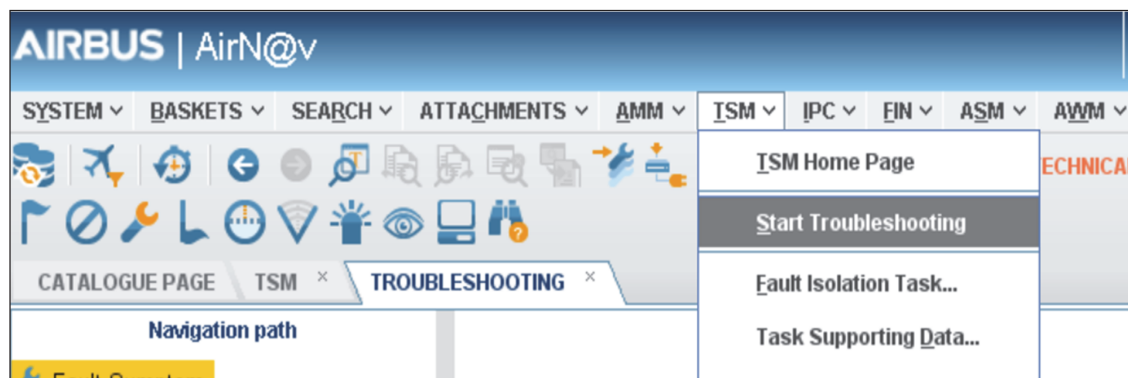 AIRBUS | AirN@v
SYSTEM BASKETS SEARCH ATTACHMENTS AMM TSM IPC FIN ASM AWM
TSM Home Page
TECHNICA
Start Troubleshooting
CATALOGUE PAGE TSM × TROUBLESHOOTING ×
Fault Isolation Task...
Navigation path
Task Supporting Data...